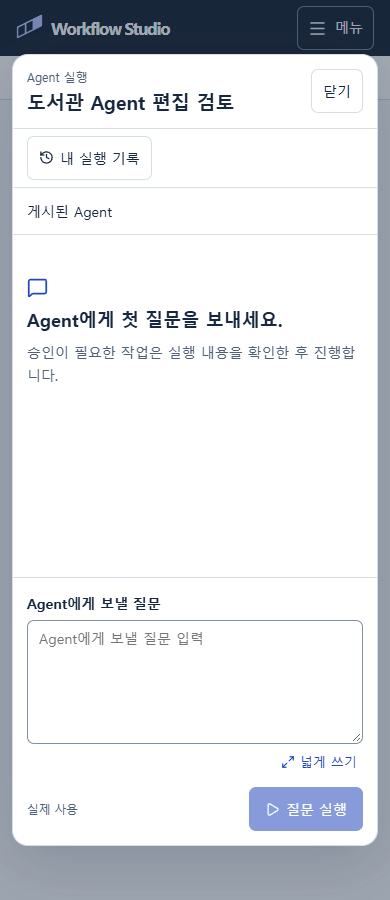 Workflow Studio
메뉴
Agent 실행
도서관 Agent 편집 검토
닫기
내 실행 기록
게시된 Agent
Agent에게 첫 질문을 보내세요.
승인이 필요한 작업은 실행 내용을 확인한 후 진행합
니다.
Agent에게 보낼 질문
Agent에게 보낼 질문 입력
넓게 쓰기
실제 사용
질문 실행